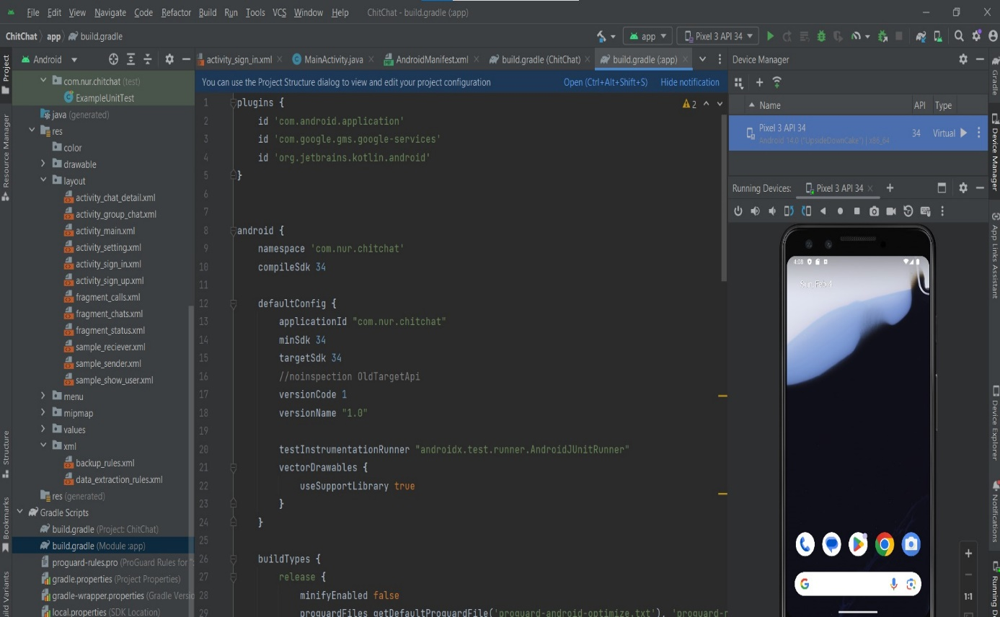 File Edit View Navigate Code Refactor Build Run Tools VCS Window Help ChitChat - build.gradle (:app)
ChitChat app build.gradle
app Pixel 3 API 34
Project
Resource Manager
Structure
Bookmarks
Build Variants
Android
com.nur.chitchat (test)
ExampleUnitTest
java (generated)
res
color
drawable
layout
activity_chat_detail.xml
activity_group_chat.xml
activity_main.xml
activity_setting.xml
activity_sign_in.xml
activity_sign_up.xml
fragment_calls.xml
fragment_chats.xml
fragment_status.xml
sample_reciever.xml
sample_sender.xml
sample_show_user.xml
menu
mipmap
values
xml
backup_rules.xml
data_extraction_rules.xml
res (generated)
Gradle Scripts
build.gradle (Project: ChitChat)
build.gradle (Module :app)
proguard-rules.pro (ProGuard Rules for ":
gradle.properties (Project Properties)
gradle-wrapper.properties (Gradle Versio
local.properties (SDK Location)
activity_sign_in.xml MainActivity.java AndroidManifest.xml build.gradle (ChitChat) build.gradle (:app)
You can use the Project Structure dialog to view and edit your project configuration Open (Ctrl+Alt+Shift+S) Hide notification
2
1 plugins {
2 id 'com.android.application'
3 id 'com.google.gms.google-services'
4 id 'org.jetbrains.kotlin.android'
5 }
6
7
8 android {
9 namespace 'com.nur.chitchat'
10 compileSdk 34
11
12 defaultConfig {
13 applicationId "com.nur.chitchat"
14 minSdk 34
15 targetSdk 34
16 //noinspection OldTargetApi
17 versionCode 1
18 versionName "1.0"
19
20 testInstrumentationRunner "androidx.test.runner.AndroidJUnitRunner"
21 vectorDrawables {
22 useSupportLibrary true
23 }
24 }
25
26 buildTypes {
27 release {
28 minifyEnabled false
29 proguardFiles getDefaultProguardFile('proguard-android-optimize.txt'), 'proguard-r
Device Manager
Name API Type
Pixel 3 API 34 34 Virtual
Android 14.0 ("UpsideDownCake") | x86_64
Running Devices: Pixel 3 API 34
4:08
Sun, Feb 4
1:1
Gradle
Device Manager
App Links Assistant
Device Explorer
Notifications
Running D